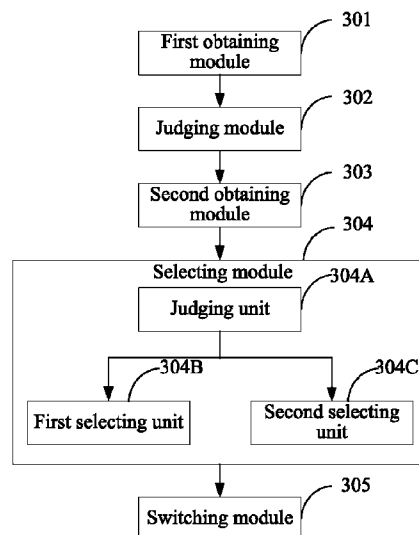 301
First obtaining
module
302
Judging module
303
Second obtaining
module
304
Selecting module
304A
Judging unit
304B
First selecting unit
304C
Second selecting
unit
305
Switching module